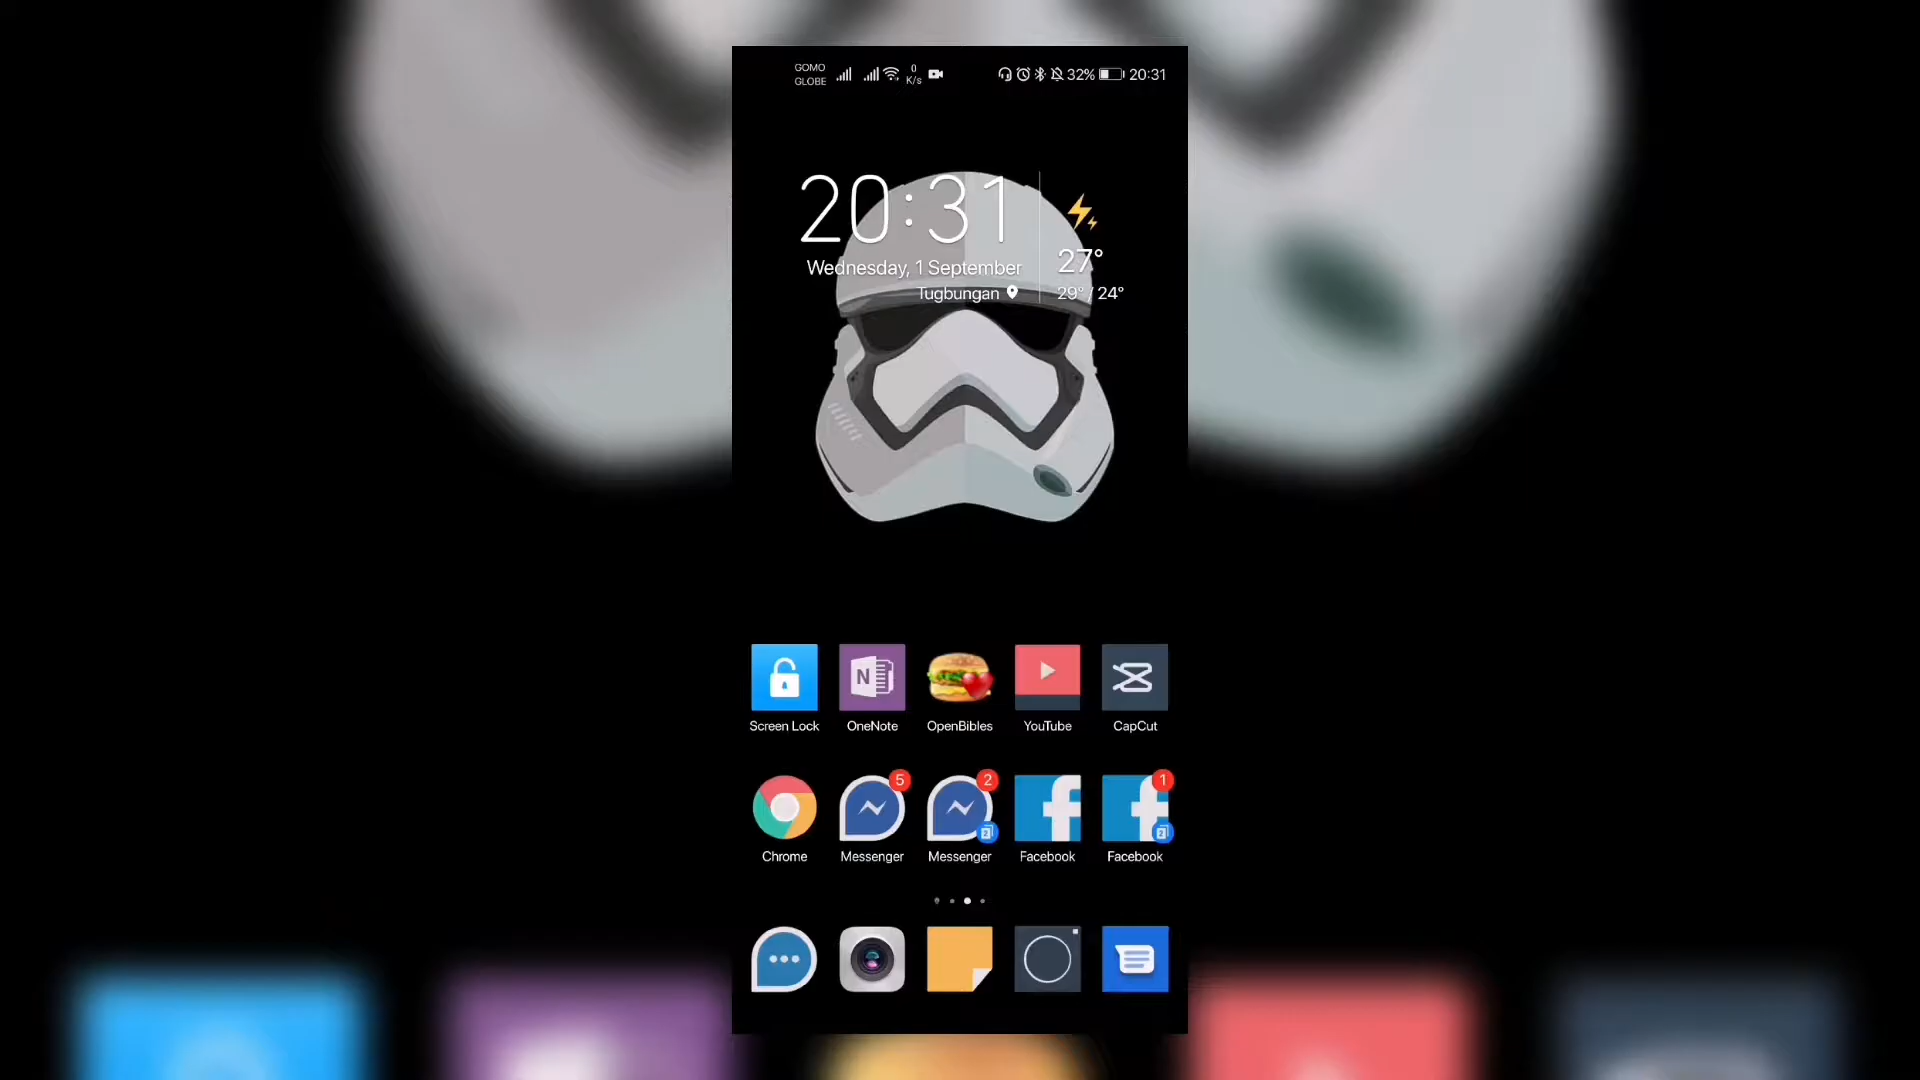 GOMO
GLOBE
0
K/s
32%
20:31
20:31
Wednesday, 1 September
Tugbungan
27°
29° / 24°
N
Screen Lock
OneNote
OpenBibles
YouTube
CapCut
5
2
1
Chrome
Messenger
Messenger
Facebook
Facebook